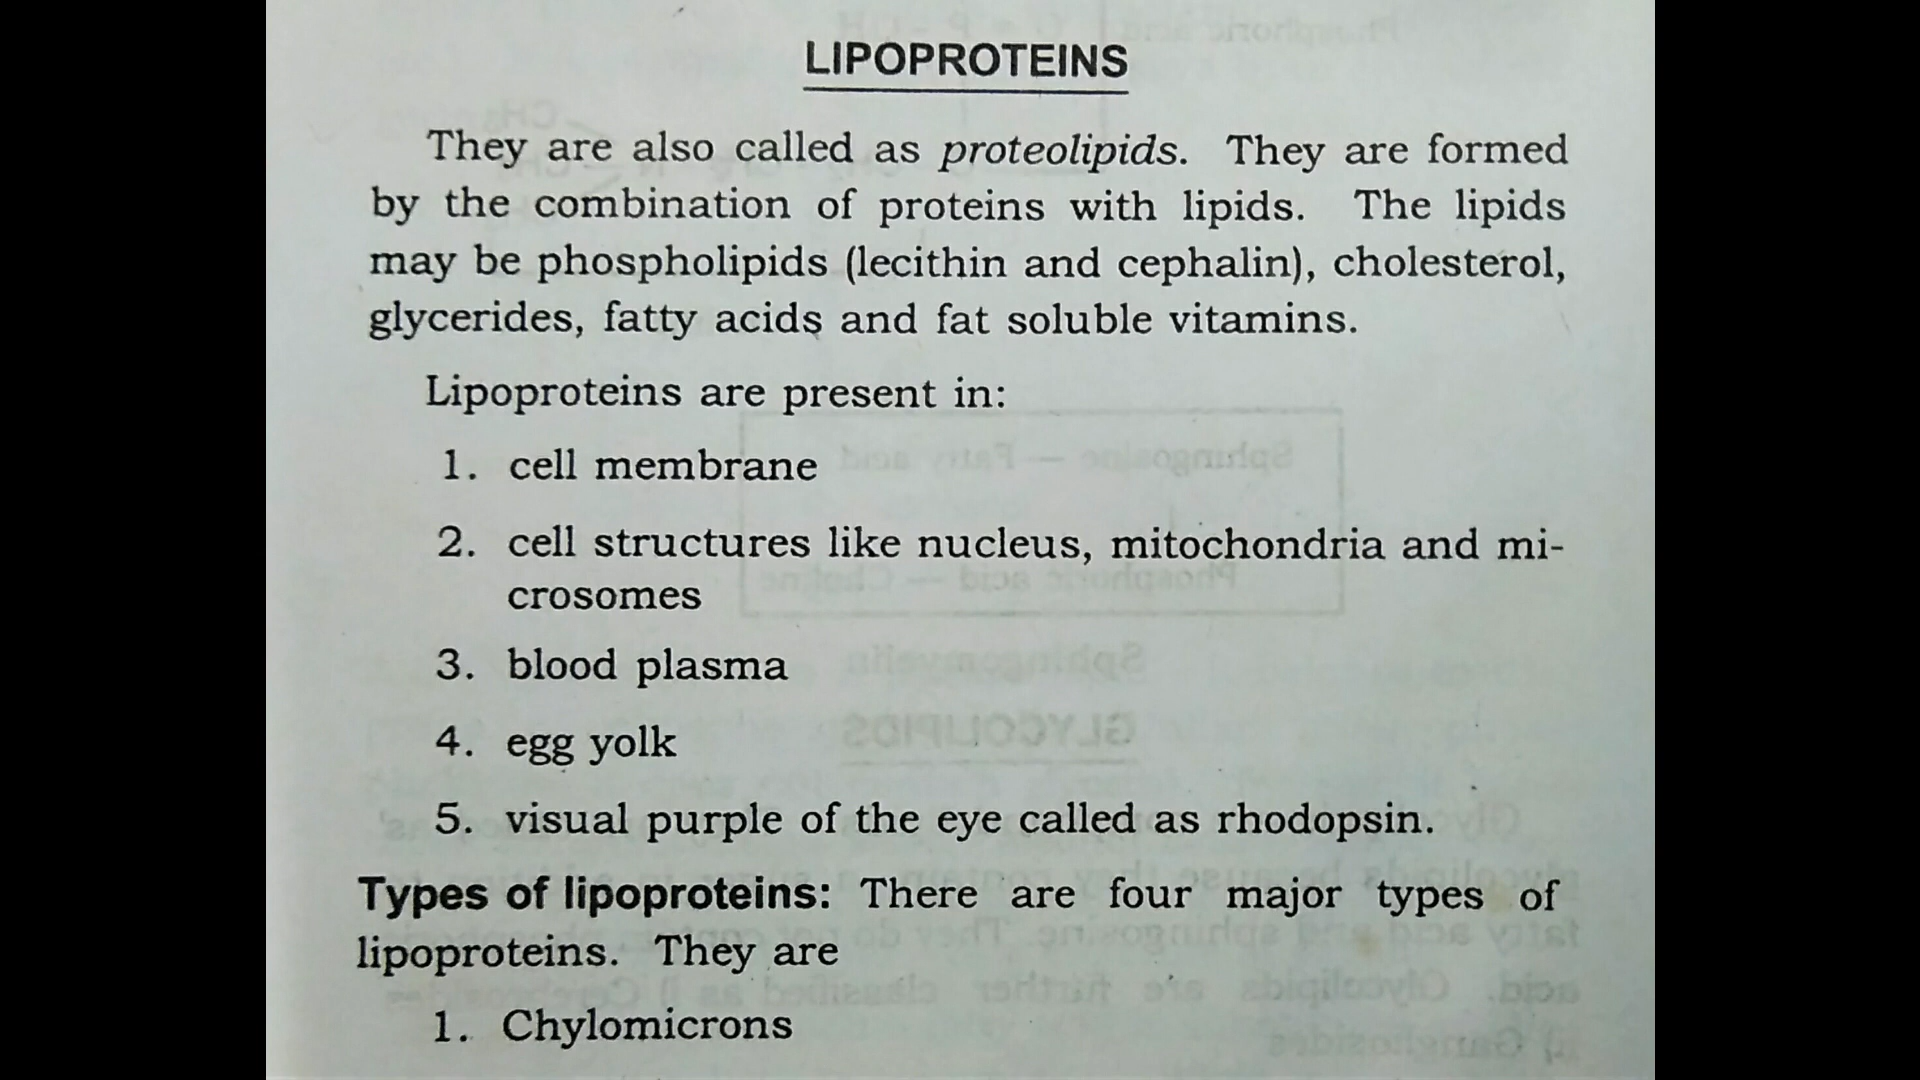 LIPOPROTEINS
They are also called as proteolipids. They are formed
by the combination of proteins with lipids. The lipids
may be phospholipids (lecithin and cephalin), cholesterol,
glycerides, fatty acids and fat soluble vitamins.
Lipoproteins are present in:
1. cell membrane
2. cell structures like nucleus, mitochondria and mi-
crosomes
3. blood plasma
4. egg yolk
5. visual purple of the eye called as rhodopsin.
Types of lipoproteins: There are four major types of
lipoproteins. They are
1. Chylomicrons